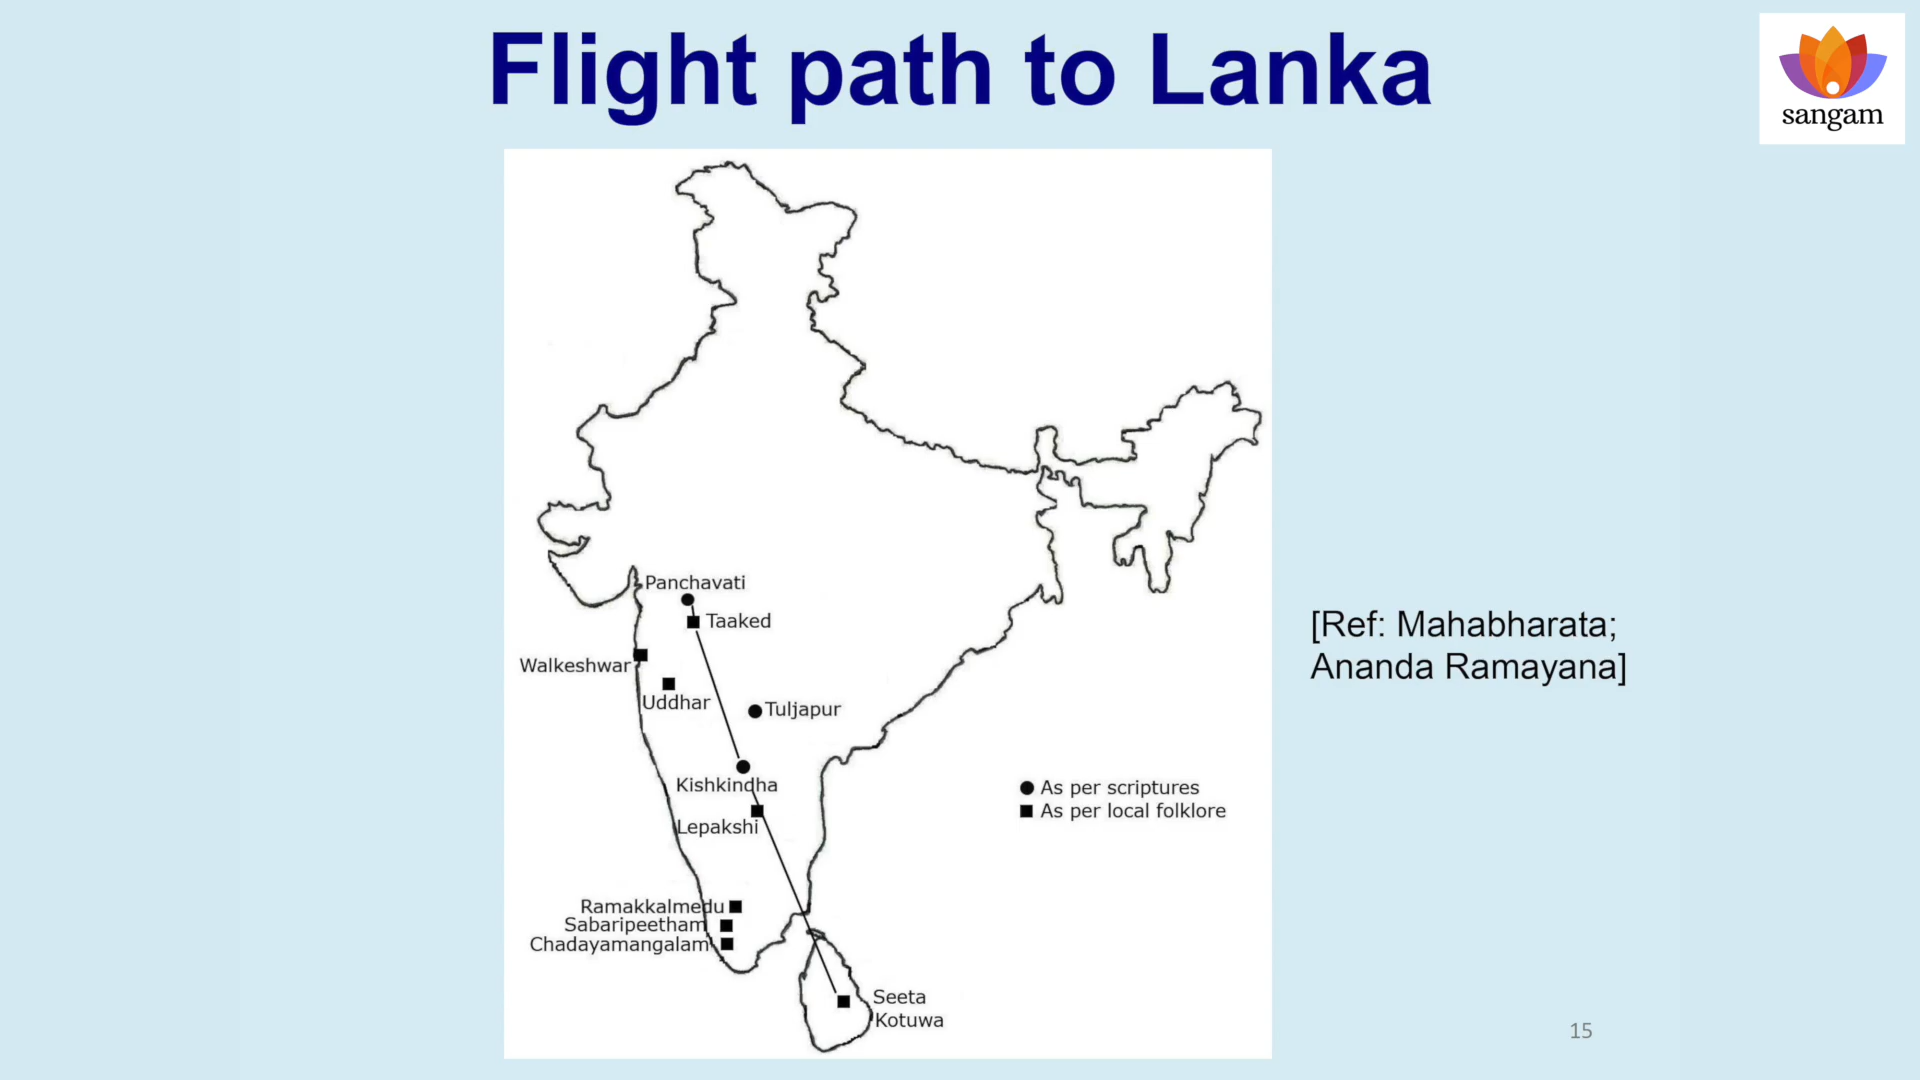 Flight path to Lanka
sangam
Panchavati
Taaked
Walkeshwar
Uddhar
Tuljapur
Kishkindha
Lepakshi
As per scriptures
As per local folklore
Ramakkalmedu
Sabaripeetham
Chadayamangalam
Seeta
Kotuwa
[Ref: Mahabharata;
Ananda Ramayana]
15